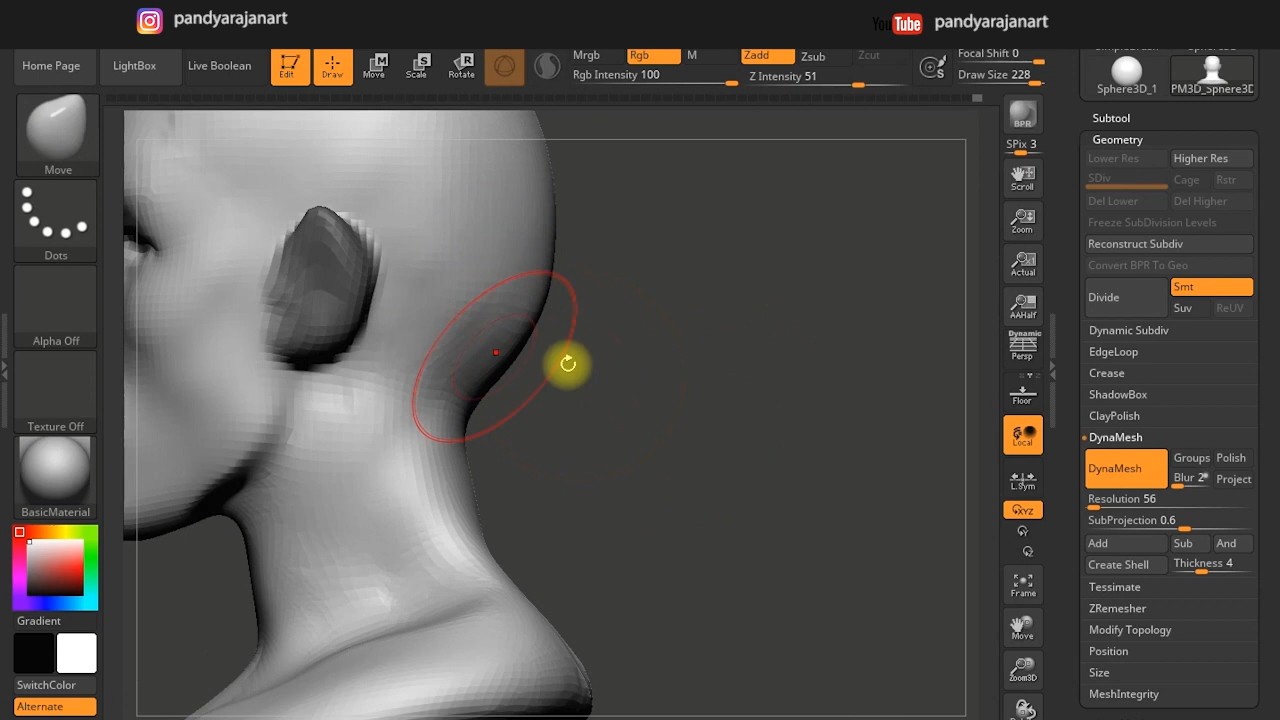 pandyarajanart
YouTube
pandyarajanart
Home Page
LightBox
Live Boolean
Edit
Draw
Move
Scale
Rotate
Mrgb
Rgb
M
Rgb Intensity 100
Zadd
Zsub
Zcut
Z Intensity 51
Focal Shift 0
Draw Size 228
Sphere3D_1
PM3D_Sphere3D
Move
Dots
Alpha Off
Texture Off
BasicMaterial
Gradient
SwitchColor
Alternate
BPR
SPix 3
Scroll
Zoom
Actual
AAHalf
Dynamic
Persp
Floor
Local
L.Sym
XYZ
Frame
Move
Zoom3D
Subtool
Geometry
Lower Res
Higher Res
SDiv
Cage
Rstr
Del Lower
Del Higher
Freeze SubDivision Levels
Reconstruct Subdiv
Convert BPR To Geo
Divide
Smt
Suv
ReUV
Dynamic Subdiv
EdgeLoop
Crease
ShadowBox
ClayPolish
DynaMesh
DynaMesh
Groups
Polish
Blur 2
Project
Resolution 56
SubProjection 0.6
Add
Sub
And
Create Shell
Thickness 4
Tessimate
ZRemesher
Modify Topology
Position
Size
MeshIntegrity